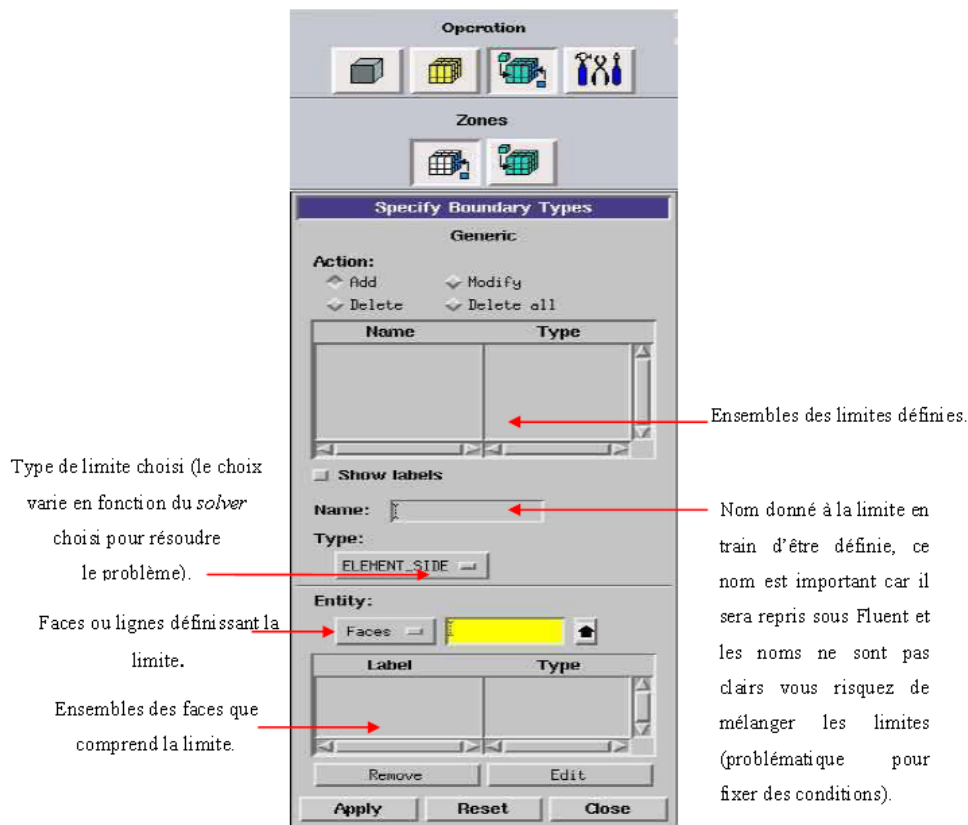 Operation
Zones
Specify Boundary Types
Generic
Action:
Add Modify
Delete Delete all
Name Type
Show labels
Name:
Type:
ELEMENT_SIDE
Entity:
Faces
Label Type
Remove Edit
Apply Reset Close
Type de limite choisi (le choix
varie en fonction du solver
choisi pour résoudre
le problème).
Faces ou lignes définissant la
limite.
Ensembles des faces que
comprend la limite.
Ensembles des limites définies.
Nom donné à la limite en
train d'être définie, ce
nom est important car il
sera repris sous Fluent et
les noms ne sont pas
clairs vous risquez de
mélanger les limites
(problématique pour
fixer des conditions).